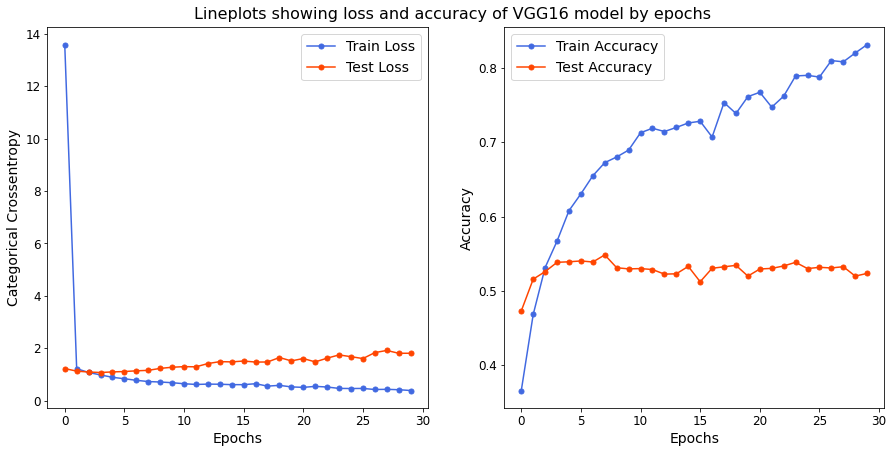 Lineplots showing loss and accuracy of VGG16 model by epochs
Categorical Crossentropy
14
12
10
8
6
4
2
0
0 5 10 15 20 25 30
Epochs
Train Loss
Test Loss
Accuracy
0.8
0.7
0.6
0.5
0.4
0 5 10 15 20 25 30
Epochs
Train Accuracy
Test Accuracy